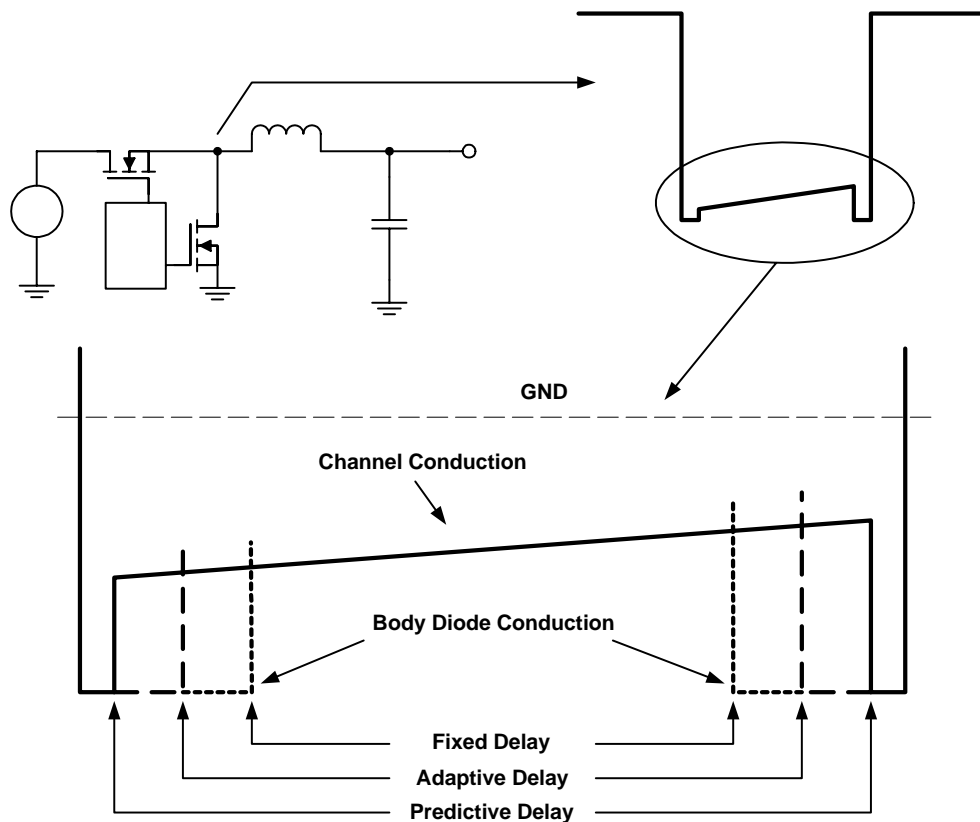 GND
Channel Conduction
Body Diode Conduction
Fixed Delay
Adaptive Delay
Predictive Delay